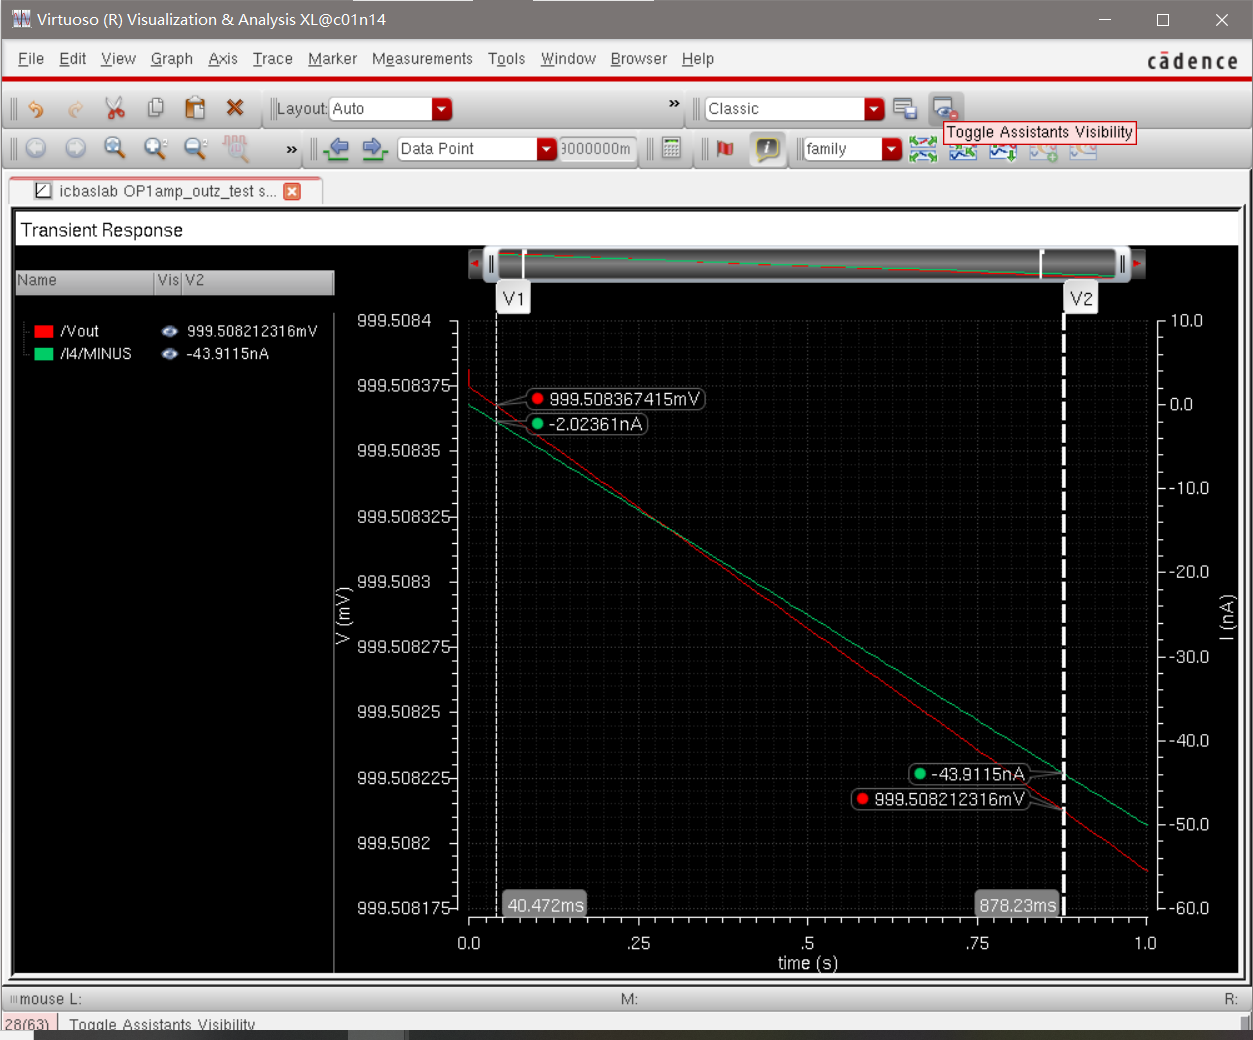 Virtuoso (R) Visualization & Analysis XL@c01n14
File Edit View Graph Axis Trace Marker Measurements Tools Window Browser Help
cādence
Layout: Auto
»
Classic
Toggle Assistants Visibility
»
Data Point
3000000m
family
icbaslab OP1amp_outz_test s...
Transient Response
Name Vis V2
/Vout 999.508212316mV
/I4/MINUS -43.9115nA
V1
V2
999.5084
999.508375
999.50835
999.508325
999.5083
999.508275
999.50825
999.508225
999.5082
999.508175
V (mV)
999.508367415mV
-2.02361nA
-43.9115nA
999.508212316mV
40.472ms
878.23ms
10.0
0.0
-10.0
-20.0
-30.0
-40.0
-50.0
-60.0
I (nA)
0.0 .25 .5 .75 1.0
time (s)
mouse L: M: R:
28(63) Toggle Assistants Visibility